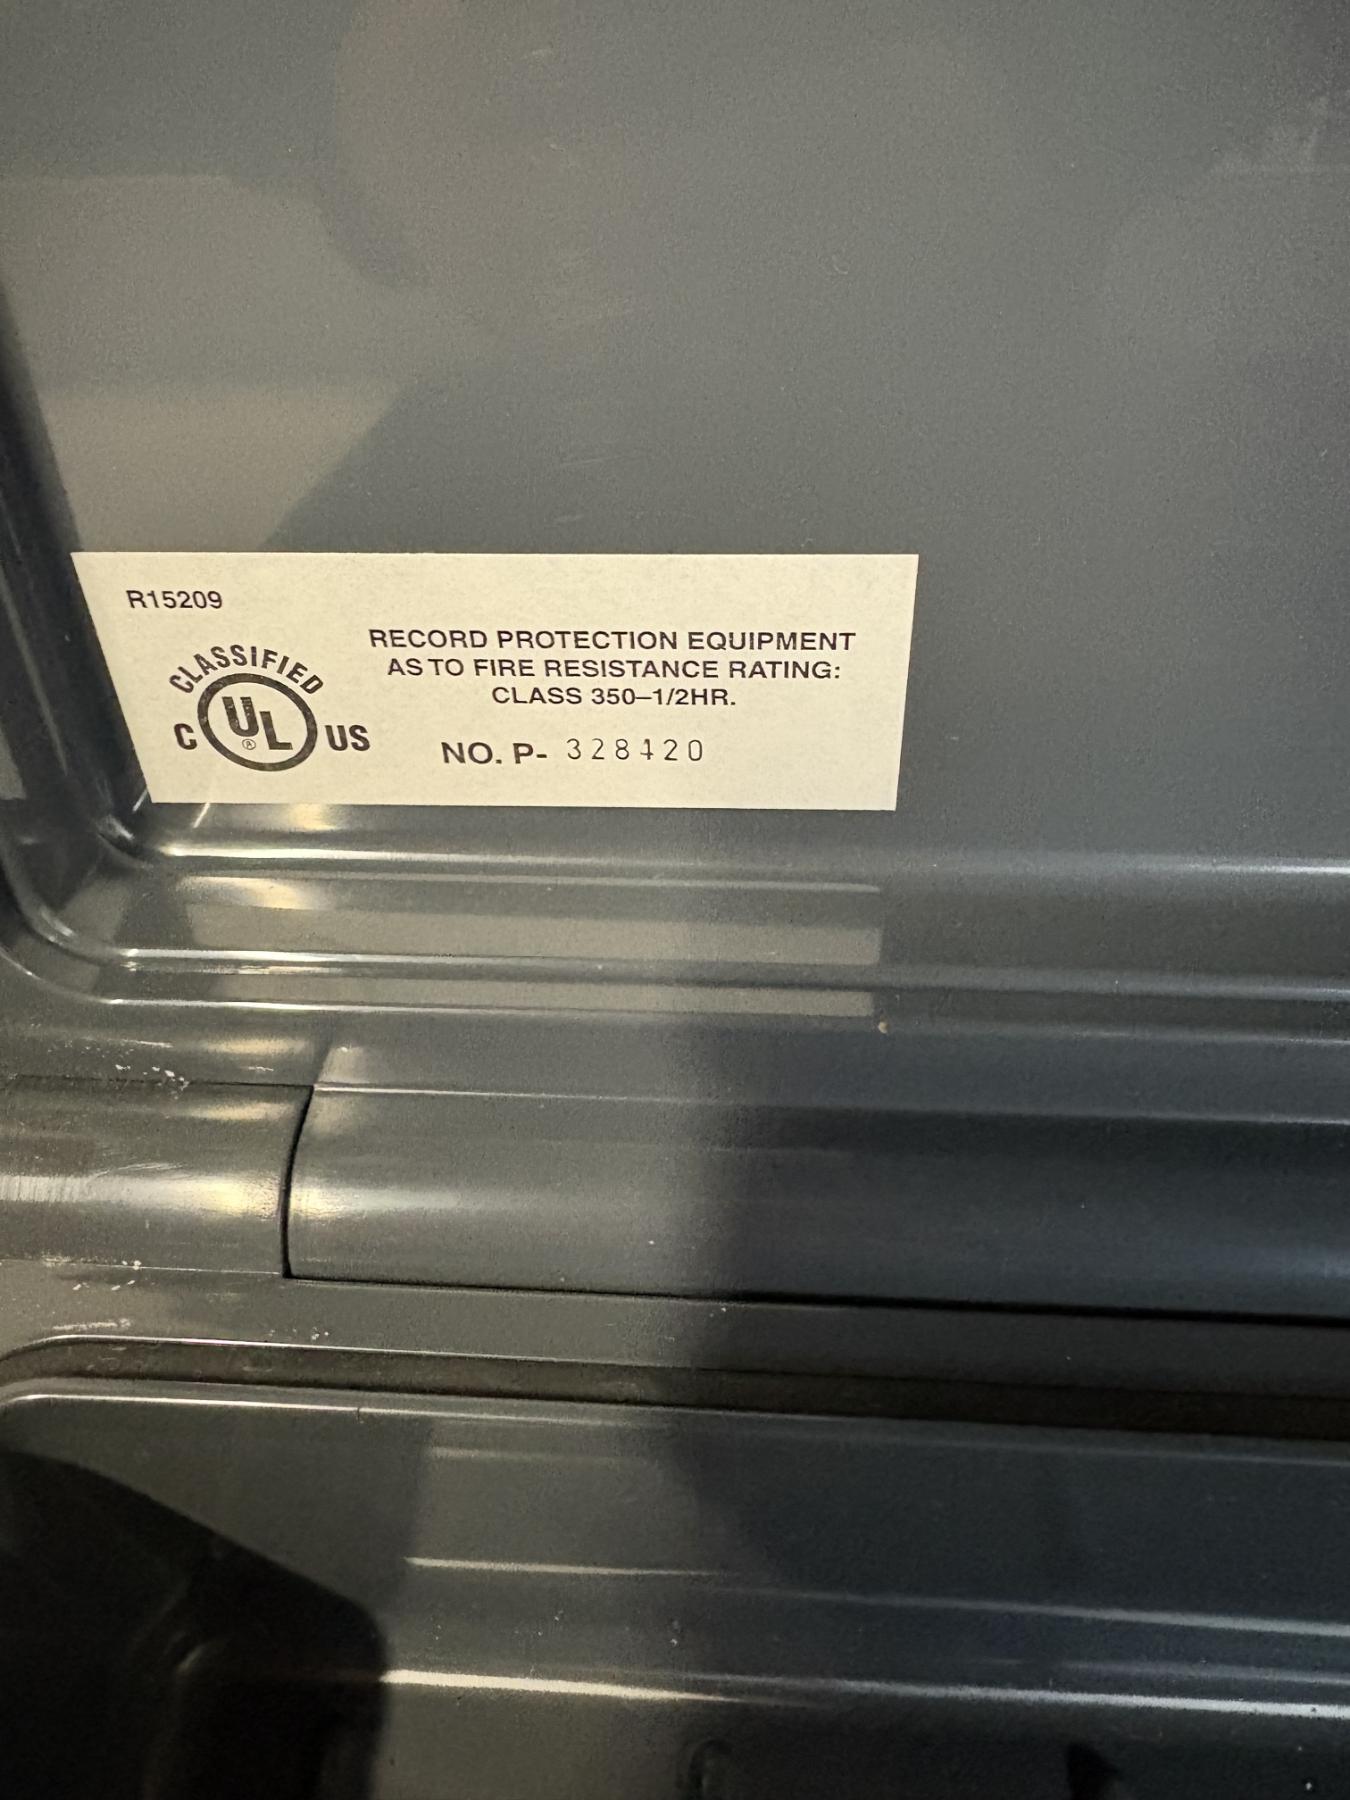 R15209
CLASSIFIED
C UL ® US
RECORD PROTECTION EQUIPMENT
AS TO FIRE RESISTANCE RATING:
CLASS 350–1/2HR.
NO. P- 328420